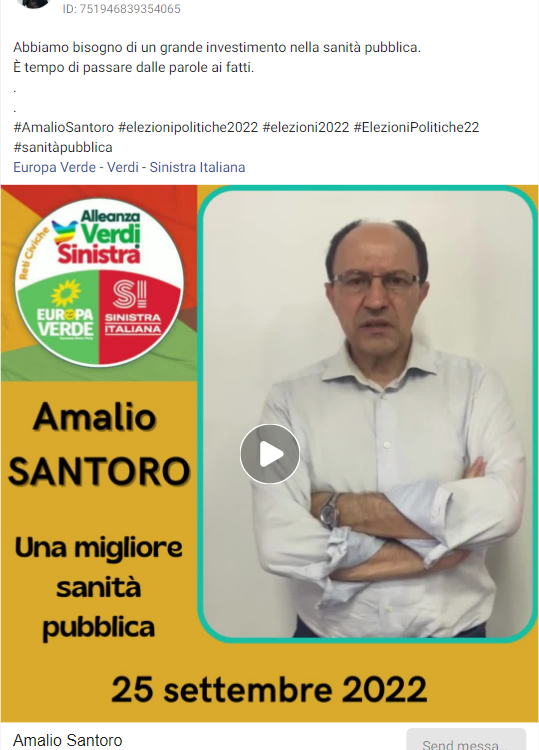 ID: 751946839354065
Abbiamo bisogno di un grande investimento nella sanità pubblica.
È tempo di passare dalle parole ai fatti.
.
.
#AmalioSantoro #elezionipolitiche2022 #elezioni2022 #ElezioniPolitiche22
#sanitàpubblica
Europa Verde - Verdi - Sinistra Italiana
Reti Civiche
Alleanza
Verdi
Sinistra
EUROPA
VERDE
SI
SINISTRA
ITALIANA
Amalio
SANTORO
Una migliore
sanità
pubblica
25 settembre 2022
Amalio Santoro
Send messa...